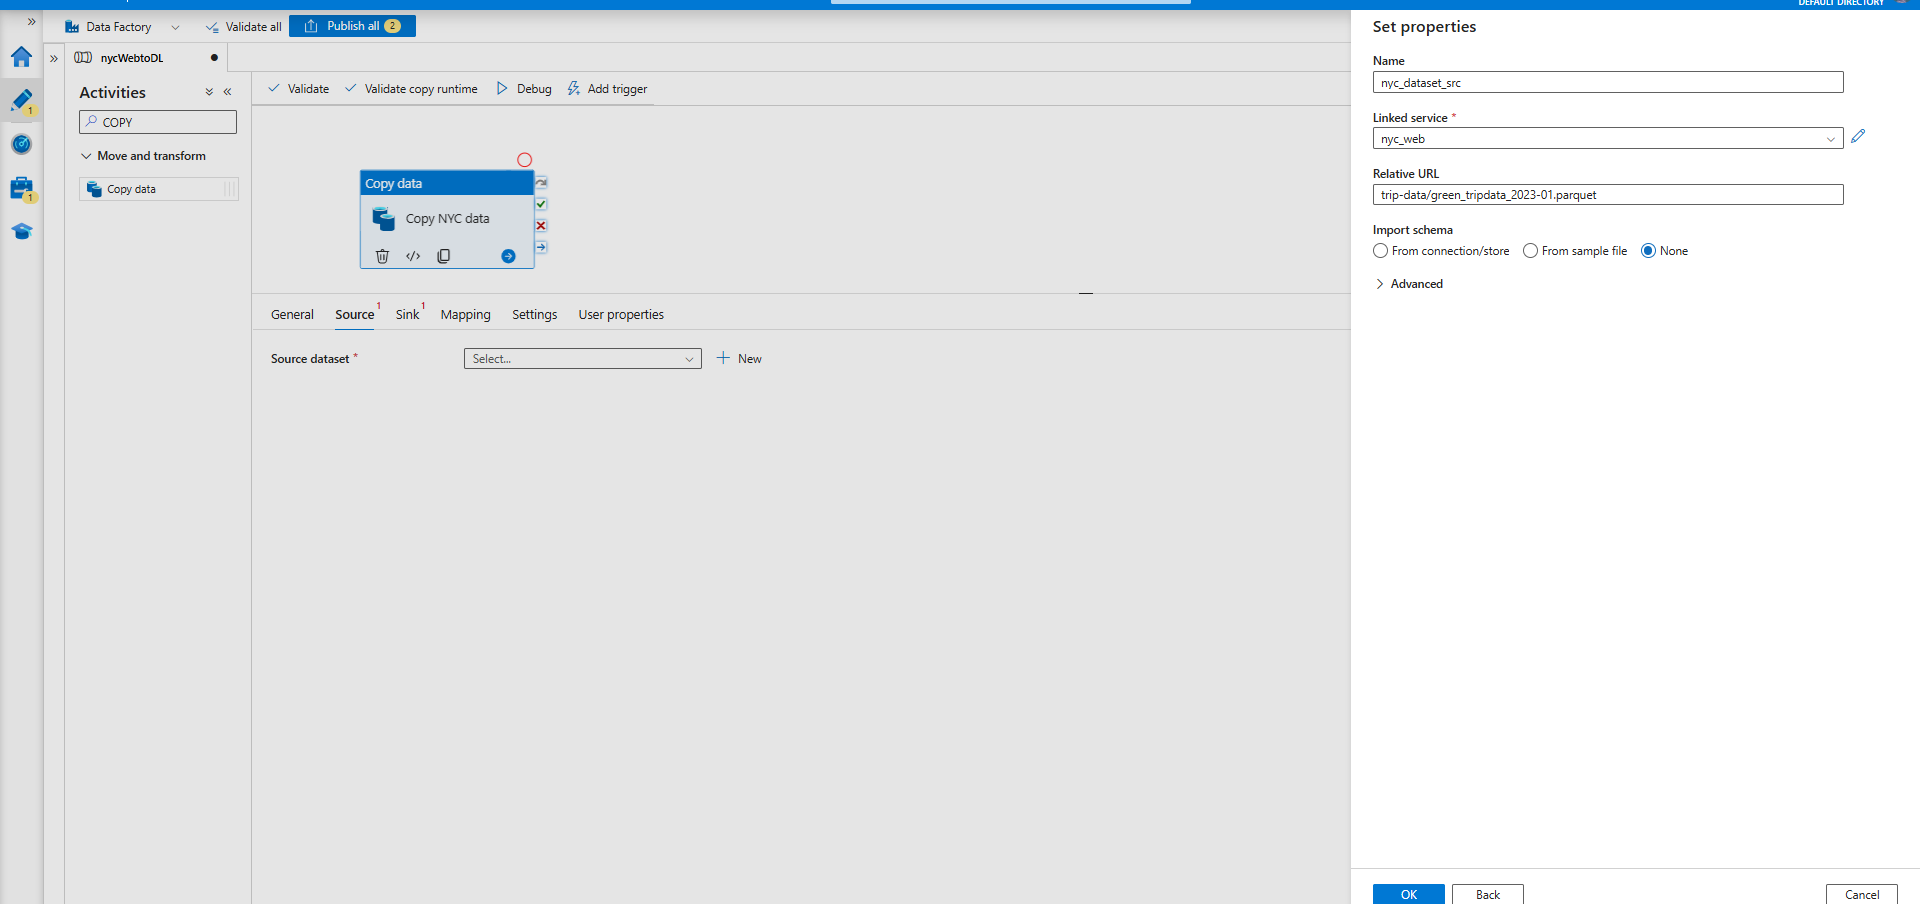 DEFAULT DIRECTORY
Data Factory
Validate all
Publish all 2
nycWebtoDL
1
1
Activities
COPY
Move and transform
Copy data
Validate
Validate copy runtime
Debug
Add trigger
Copy data
Copy NYC data
General
Source 1
Sink 1
Mapping
Settings
User properties
Source dataset *
Select...
New
Set properties
Name
nyc_dataset_src
Linked service *
nyc_web
Relative URL
trip-data/green_tripdata_2023-01.parquet
Import schema
From connection/store
From sample file
None
Advanced
OK
Back
Cancel